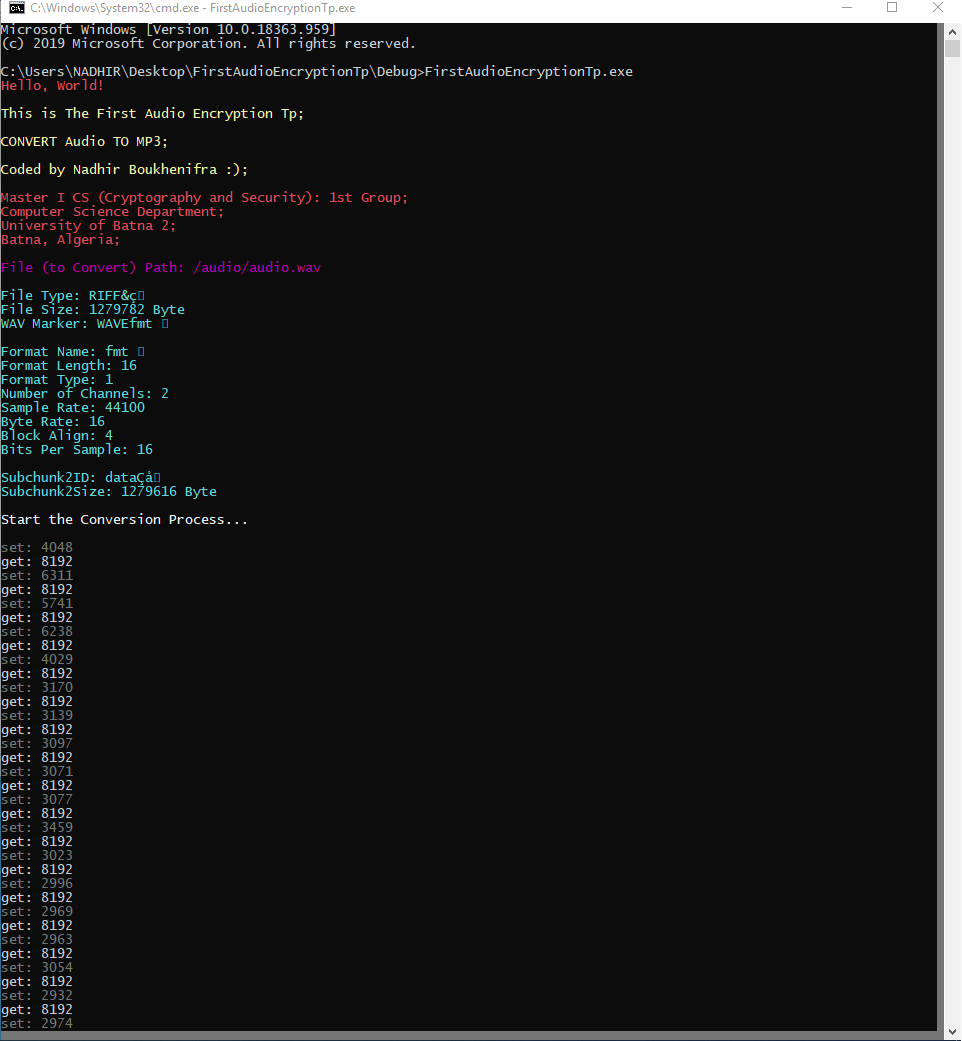 C:\Windows\System32\cmd.exe - FirstAudioEncryptionTp.exe
Microsoft Windows [Version 10.0.18363.959]
(c) 2019 Microsoft Corporation. All rights reserved.
C:\Users\NADHIR\Desktop\FirstAudioEncryptionTp\Debug>FirstAudioEncryptionTp.exe
Hello, World!
This is The First Audio Encryption Tp;
CONVERT Audio TO MP3;
Coded by Nadhir Boukhenifra :);
Master I CS (Cryptography and Security): 1st Group;
Computer Science Department;
University of Batna 2;
Batna, Algeria;
File (to Convert) Path: /audio/audio.wav
File Type: RIFF&ç▯
File Size: 1279782 Byte
WAV Marker: WAVEfmt ▯
Format Name: fmt ▯
Format Length: 16
Format Type: 1
Number of Channels: 2
Sample Rate: 44100
Byte Rate: 16
Block Align: 4
Bits Per Sample: 16
Subchunk2ID: dataÇå▯
Subchunk2Size: 1279616 Byte
Start the Conversion Process...
set: 4048
get: 8192
set: 6311
get: 8192
set: 5741
get: 8192
set: 6238
get: 8192
set: 4029
get: 8192
set: 3170
get: 8192
set: 3139
get: 8192
set: 3097
get: 8192
set: 3071
get: 8192
set: 3077
get: 8192
set: 3459
get: 8192
set: 3023
get: 8192
set: 2996
get: 8192
set: 2969
get: 8192
set: 2963
get: 8192
set: 3054
get: 8192
set: 2932
get: 8192
set: 2974